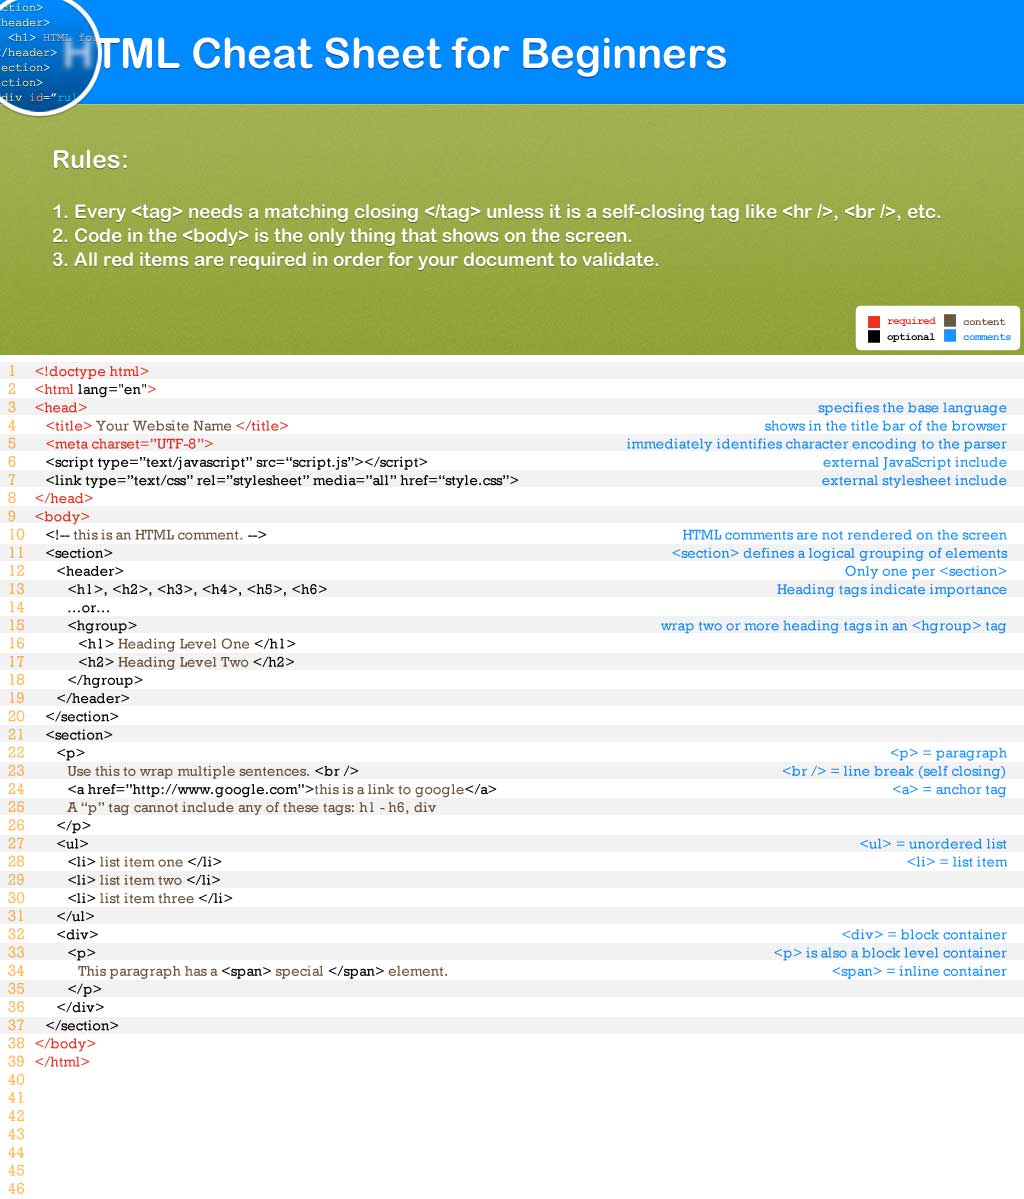 ction>
header>
<h1> HTML for
/header>
ection>
ction>
div id="rul
HTML Cheat Sheet for Beginners
Rules:
1. Every <tag> needs a matching closing </tag> unless it is a self-closing tag like <hr />, <br />, etc.
2. Code in the <body> is the only thing that shows on the screen.
3. All red items are required in order for your document to validate.
required content
optional comments
1 <!doctype html>
2 <html lang="en">
3 <head> specifies the base language
4 <title> Your Website Name </title> shows in the title bar of the browser
5 <meta charset=”UTF-8”> immediately identifies character encoding to the parser
6 <script type=”text/javascript” src=“script.js”></script> external JavaScript include
7 <link type=”text/css” rel=”stylesheet” media=”all” href=“style.css”> external stylesheet include
8 </head>
9 <body>
10 <!-- this is an HTML comment. --> HTML comments are not rendered on the screen
11 <section> <section> defines a logical grouping of elements
12 <header> Only one per <section>
13 <h1>, <h2>, <h3>, <h4>, <h5>, <h6> Heading tags indicate importance
14 ...or...
15 <hgroup> wrap two or more heading tags in an <hgroup> tag
16 <h1> Heading Level One </h1>
17 <h2> Heading Level Two </h2>
18 </hgroup>
19 </header>
20 </section>
21 <section>
22 <p> <p> = paragraph
23 Use this to wrap multiple sentences. <br /> <br /> = line break (self closing)
24 <a href=”http://www.google.com”>this is a link to google</a> <a> = anchor tag
25 A “p” tag cannot include any of these tags: h1 - h6, div
26 </p>
27 <ul> <ul> = unordered list
28 <li> list item one </li> <li> = list item
29 <li> list item two </li>
30 <li> list item three </li>
31 </ul>
32 <div> <div> = block container
33 <p> <p> is also a block level container
34 This paragraph has a <span> special </span> element. <span> = inline container
35 </p>
36 </div>
37 </section>
38 </body>
39 </html>
40
41
42
43
44
45
46